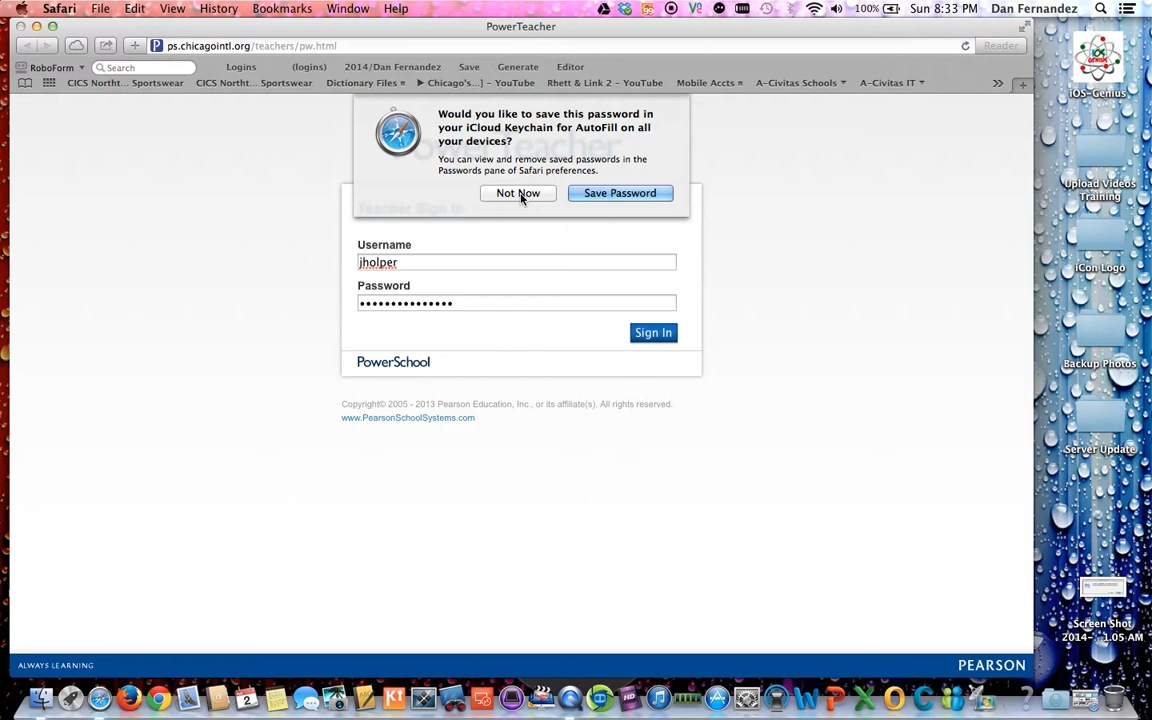 Safari File Edit View History Bookmarks Window Help 100% Sun 8:33 PM Dan Fernandez
PowerTeacher
ps.chicagointl.org/teachers/pw.html Reader
RoboForm Search Logins (logins) 2014/Dan Fernandez Save Generate Editor
CICS Northt... Sportswear CICS Northt... Sportswear Dictionary Files Chicago's...] – YouTube Rhett & Link 2 – YouTube Mobile Accts A–Civitas Schools A–Civitas IT
iOS-Genius
Would you like to save this password in
your iCloud Keychain for AutoFill on all
your devices?
You can view and remove saved passwords in the
Passwords pane of Safari preferences.
Not Now Save Password
Teacher Sign In
Username
jholper
Password
Sign In
PowerSchool
Copyright© 2005 - 2013 Pearson Education, Inc., or its affiliate(s). All rights reserved.
www.PearsonSchoolSystems.com
Upload Videos
Training
iCon Logo
Backup Photos
Server Update
Screen Shot
2014-...1.05 AM
ALWAYS LEARNING PEARSON